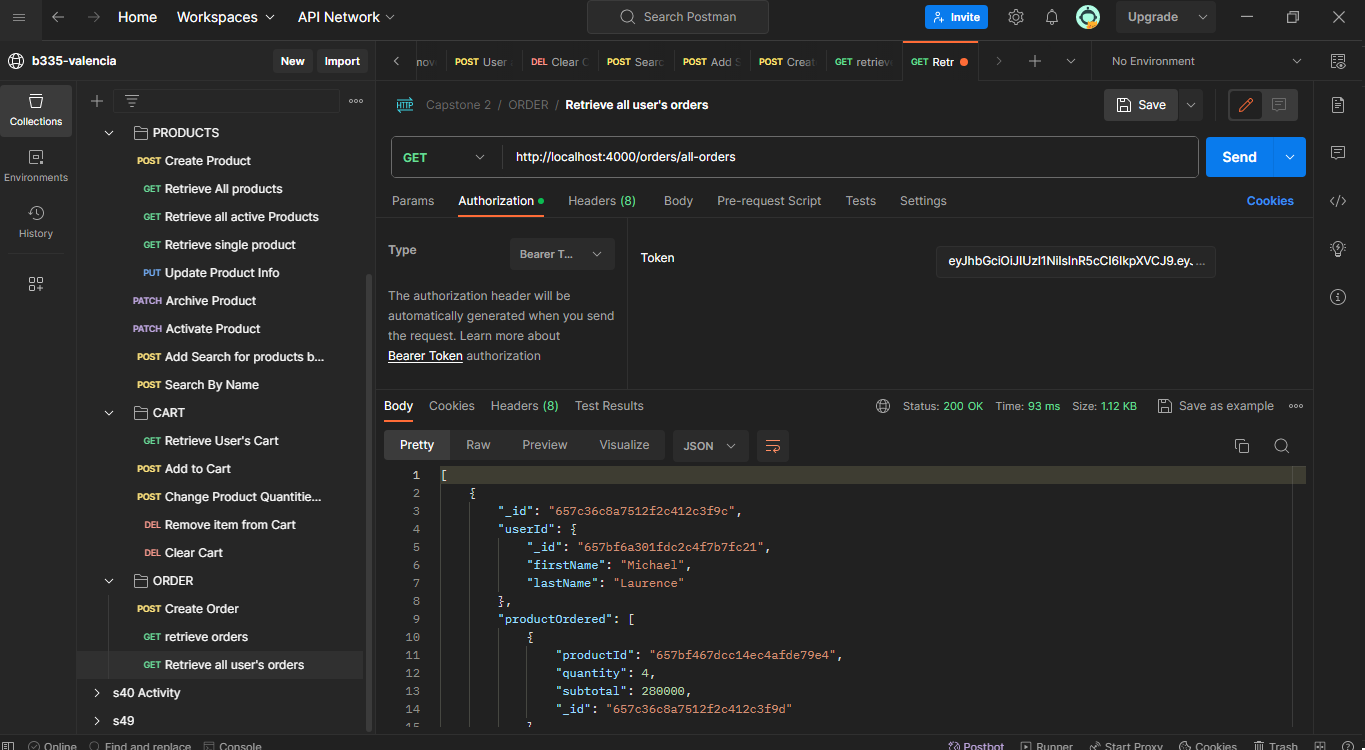 Home Workspaces API Network Search Postman Invite Upgrade
b335-valencia New Import POST User DEL Clear C POST Searc POST Add S POST Creat GET retriev GET Retr No Environment
Capstone 2 / ORDER / Retrieve all user's orders Save
Collections
Environments
History
PRODUCTS
POST Create Product
GET Retrieve All products
GET Retrieve all active Products
GET Retrieve single product
PUT Update Product Info
PATCH Archive Product
PATCH Activate Product
POST Add Search for products b...
POST Search By Name
CART
GET Retrieve User's Cart
POST Add to Cart
POST Change Product Quantitie...
DEL Remove item from Cart
DEL Clear Cart
ORDER
POST Create Order
GET retrieve orders
GET Retrieve all user's orders
s40 Activity
s49
GET http://localhost:4000/orders/all-orders Send
Params Authorization Headers (8) Body Pre-request Script Tests Settings Cookies
Type Bearer T...
The authorization header will be
automatically generated when you send
the request. Learn more about
Bearer Token authorization
Token
Body Cookies Headers (8) Test Results Status: 200 OK Time: 93 ms Size: 1.12 KB Save as example
Pretty Raw Preview Visualize JSON
1 [
2 {
3 "_id": "657c36c8a7512f2c412c3f9c",
4 "userId": {
5 "_id": "657bf6a301fdc2c4f7b7fc21",
6 "firstName": "Michael",
7 "lastName": "Laurence"
8 },
9 "productOrdered": [
10 {
11 "productId": "657bf467dcc14ec4afde79e4",
12 "quantity": 4,
13 "subtotal": 280000,
14 "_id": "657c36c8a7512f2c412c3f9d"
15 }
Online Find and replace Console Postbot Runner Start Proxy Cookies Trash